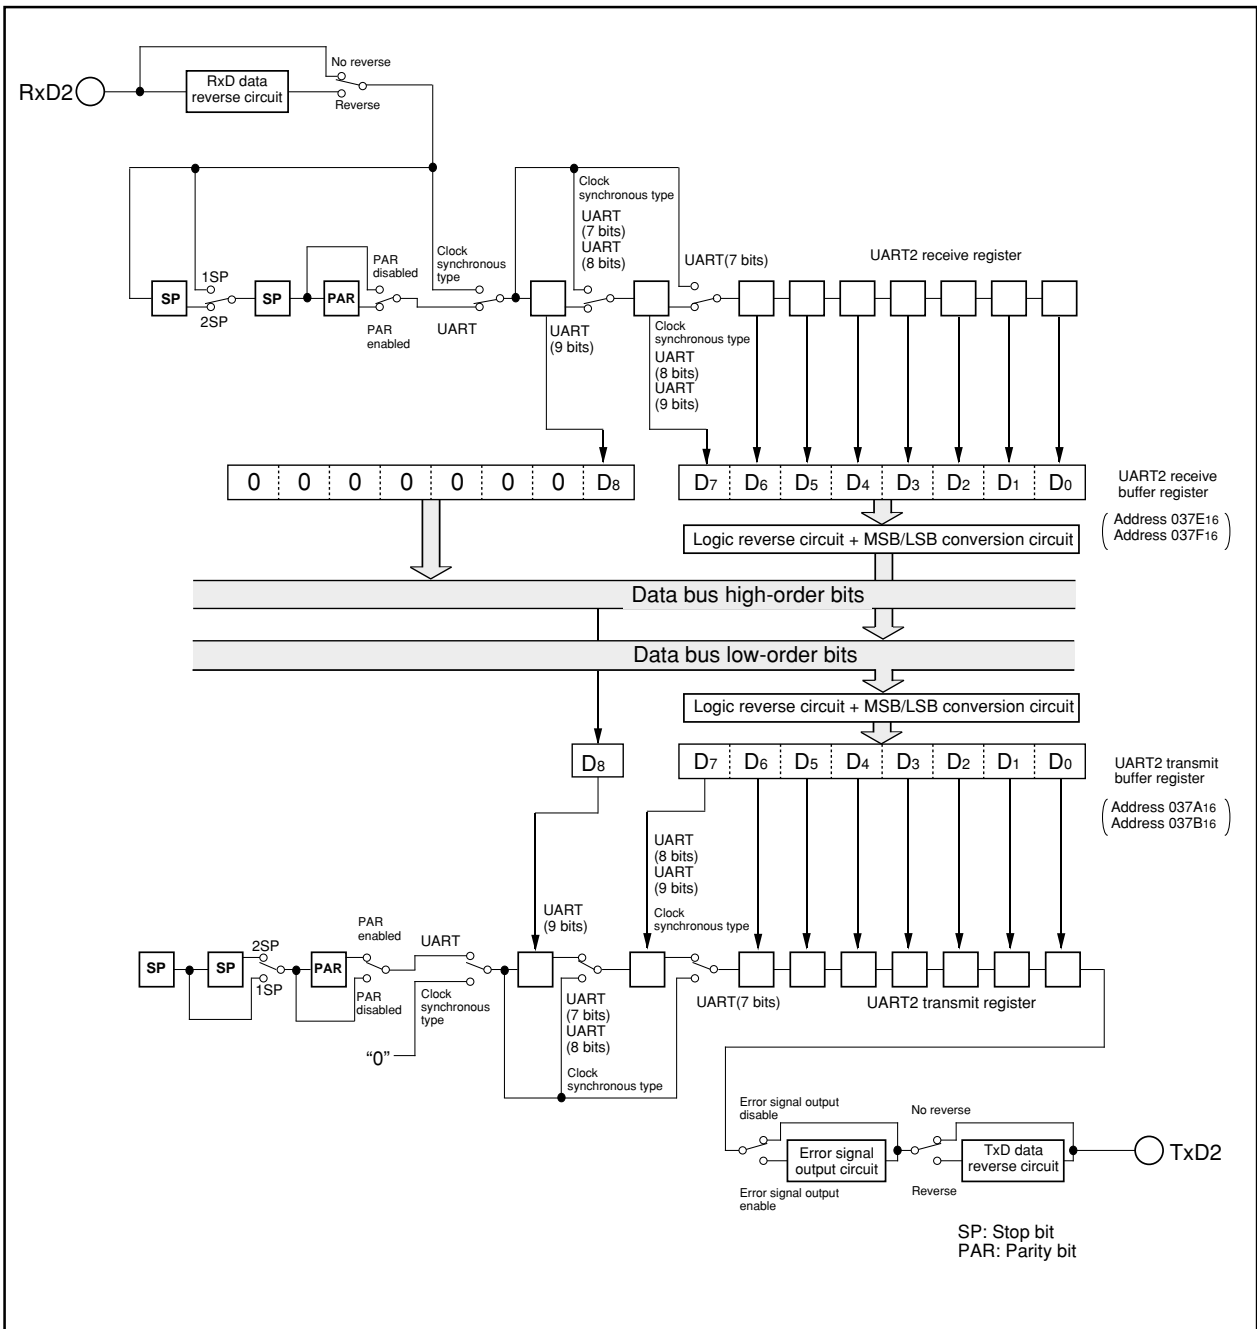 RxD2
RxD data
reverse circuit
No reverse
Reverse
Clock
synchronous type
UART
(7 bits)
UART
(8 bits)
UART(7 bits)
UART2 receive register
PAR
disabled
Clock
synchronous
type
1SP
SP
SP
PAR
2SP
PAR
enabled
UART
UART
(9 bits)
Clock
synchronous type
UART
(8 bits)
UART
(9 bits)
0 0 0 0 0 0 0 D8
D7 D6 D5 D4 D3 D2 D1 D0
UART2 receive
buffer register
Address 037E16
Address 037F16
Logic reverse circuit + MSB/LSB conversion circuit
Data bus high-order bits
Data bus low-order bits
Logic reverse circuit + MSB/LSB conversion circuit
D8
D7 D6 D5 D4 D3 D2 D1 D0
UART2 transmit
buffer register
Address 037A16
Address 037B16
UART
(8 bits)
UART
(9 bits)
Clock
synchronous type
UART
(9 bits)
PAR
enabled
UART
2SP
SP
SP
PAR
1SP
PAR
disabled
Clock
synchronous
type
“0”
UART
(7 bits)
UART
(8 bits)
Clock
synchronous type
UART(7 bits)
UART2 transmit register
Error signal output
disable
No reverse
Error signal
output circuit
TxD data
reverse circuit
TxD2
Error signal output
enable
Reverse
SP: Stop bit
PAR: Parity bit